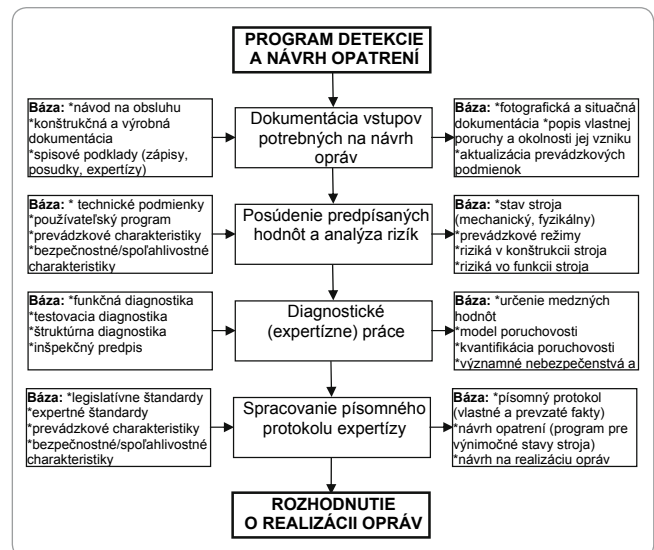 PROGRAM DETEKCIE
A NÁVRH OPATRENÍ
Báza: *návod na obsluhu
*konštrukčná a výrobná
dokumentácia
*spisové podklady (zápisy,
posudky, expertízy)
Dokumentácia vstupov
potrebných na návrh
opráv
Báza: *fotografická a situačná
dokumentácia *popis vlastnej
poruchy a okolnosti jej vzniku
*aktualizácia prevádzkových
podmienok
Báza: * technické podmienky
*používateľský program
*prevádzkové charakteristiky
*bezpečnostné/spoľahlivostné
charakteristiky
Posúdenie predpísaných
hodnôt a analýza rizík
Báza: *stav stroja
(mechanický, fyzikálny)
*prevádzkové režimy
*riziká v konštrukcii stroja
*riziká vo funkcii stroja
Báza: *funkčná diagnostika
*testovacia diagnostika
*štruktúrna diagnostika
*inšpekčný predpis
Diagnostické
(expertízne) práce
Báza: *určenie medzných
hodnôt
*model poruchovosti
*kvantifikácia poruchovosti
*významné nebezpečenstvá a
Báza: *legislatívne štandardy
*expertné štandardy
*prevádzkové charakteristiky
*bezpečnostné/spoľahlivostné
charakteristiky
Spracovanie písomného
protokolu expertízy
Báza: *písomný protokol
(vlastné a prevzaté fakty)
*návrh opatrení (program pre
výnimočné stavy stroja)
*návrh na realizáciu opráv
ROZHODNUTIE
O REALIZÁCII OPRÁV